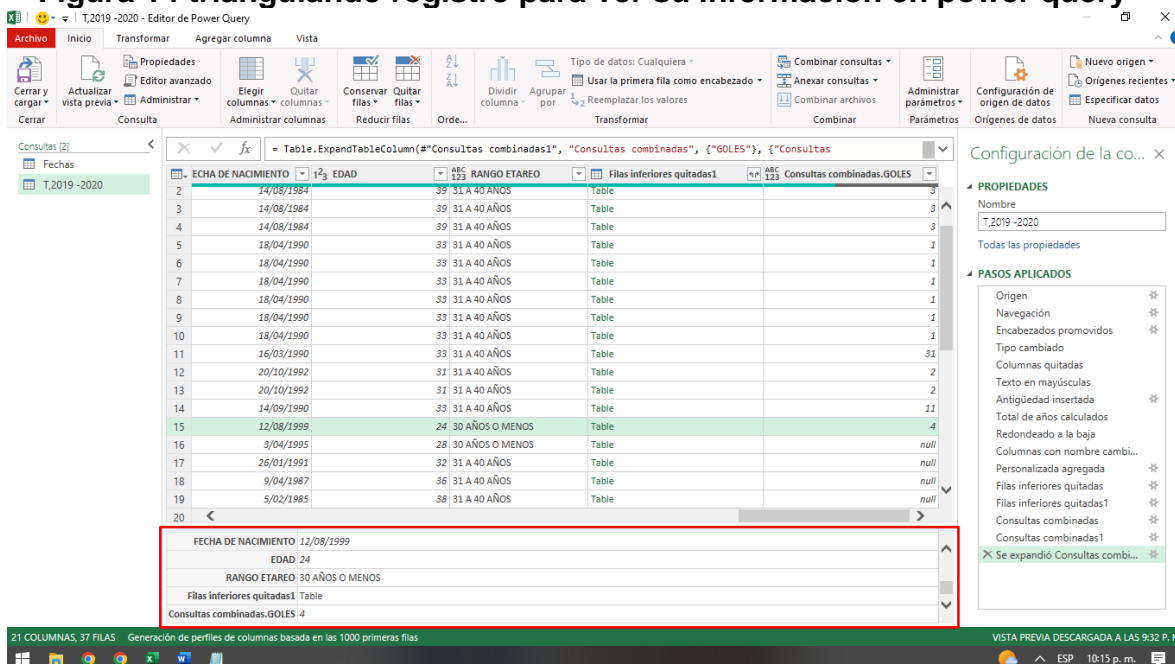 Figura 14 triangulando registro para ver su información en power query
T,2019 -2020 - Editor de Power Query
Archivo Inicio Transformar Agregar columna Vista
Cerrar y cargar
Actualizar vista previa
Propiedades
Editor avanzado
Administrar
Elegir columnas
Quitar columnas
Conservar filas
Quitar filas
Dividir columna
Agrupar por
Tipo de datos: Cualquiera
Usar la primera fila como encabezado
Reemplazar los valores
Combinar consultas
Anexar consultas
Combinar archivos
Administrar parámetros
Configuración de origen de datos
Nuevo origen
Orígenes recientes
Especificar datos
Cerrar Consulta Administrar columnas Reducir filas Orde... Transformar Combinar Parámetros Orígenes de datos Nueva consulta
Consultas [2]
Fechas
T,2019 -2020
fx = Table.ExpandTableColumn(#"Consultas combinadas1", "Consultas combinadas", {"GOLES"}, {"Consultas
ECHA DE NACIMIENTO 123 EDAD ABC 123 RANGO ETAREO Filas inferiores quitadas1 ABC 123 Consultas combinadas.GOLES
2 14/08/1984 39 31 A 40 AÑOS Table 3
3 14/08/1984 39 31 A 40 AÑOS Table 3
4 14/08/1984 39 31 A 40 AÑOS Table 3
5 18/04/1990 33 31 A 40 AÑOS Table 1
6 18/04/1990 33 31 A 40 AÑOS Table 1
7 18/04/1990 33 31 A 40 AÑOS Table 1
8 18/04/1990 33 31 A 40 AÑOS Table 1
9 18/04/1990 33 31 A 40 AÑOS Table 1
10 18/04/1990 33 31 A 40 AÑOS Table 1
11 16/03/1990 33 31 A 40 AÑOS Table 31
12 20/10/1992 31 31 A 40 AÑOS Table 2
13 20/10/1992 31 31 A 40 AÑOS Table 2
14 14/09/1990 33 31 A 40 AÑOS Table 11
15 12/08/1999 24 30 AÑOS O MENOS Table 4
16 3/04/1995 28 30 AÑOS O MENOS Table null
17 26/01/1991 32 31 A 40 AÑOS Table null
18 9/04/1987 36 31 A 40 AÑOS Table null
19 5/02/1985 38 31 A 40 AÑOS Table null
20
FECHA DE NACIMIENTO 12/08/1999
EDAD 24
RANGO ETAREO 30 AÑOS O MENOS
Filas inferiores quitadas1 Table
Consultas combinadas.GOLES 4
Configuración de la co...
PROPIEDADES
Nombre
T,2019 -2020
Todas las propiedades
PASOS APLICADOS
Origen
Navegación
Encabezados promovidos
Tipo cambiado
Columnas quitadas
Texto en mayúsculas
Antigüedad insertada
Total de años calculados
Redondeado a la baja
Columnas con nombre cambi...
Personalizada agregada
Filas inferiores quitadas
Filas inferiores quitadas1
Consultas combinadas
Consultas combinadas1
Se expandió Consultas combi...
21 COLUMNAS, 37 FILAS Generación de perfiles de columnas basada en las 1000 primeras filas VISTA PREVIA DESCARGADA A LAS 9:32 P.
ESP 10:15 p. m.